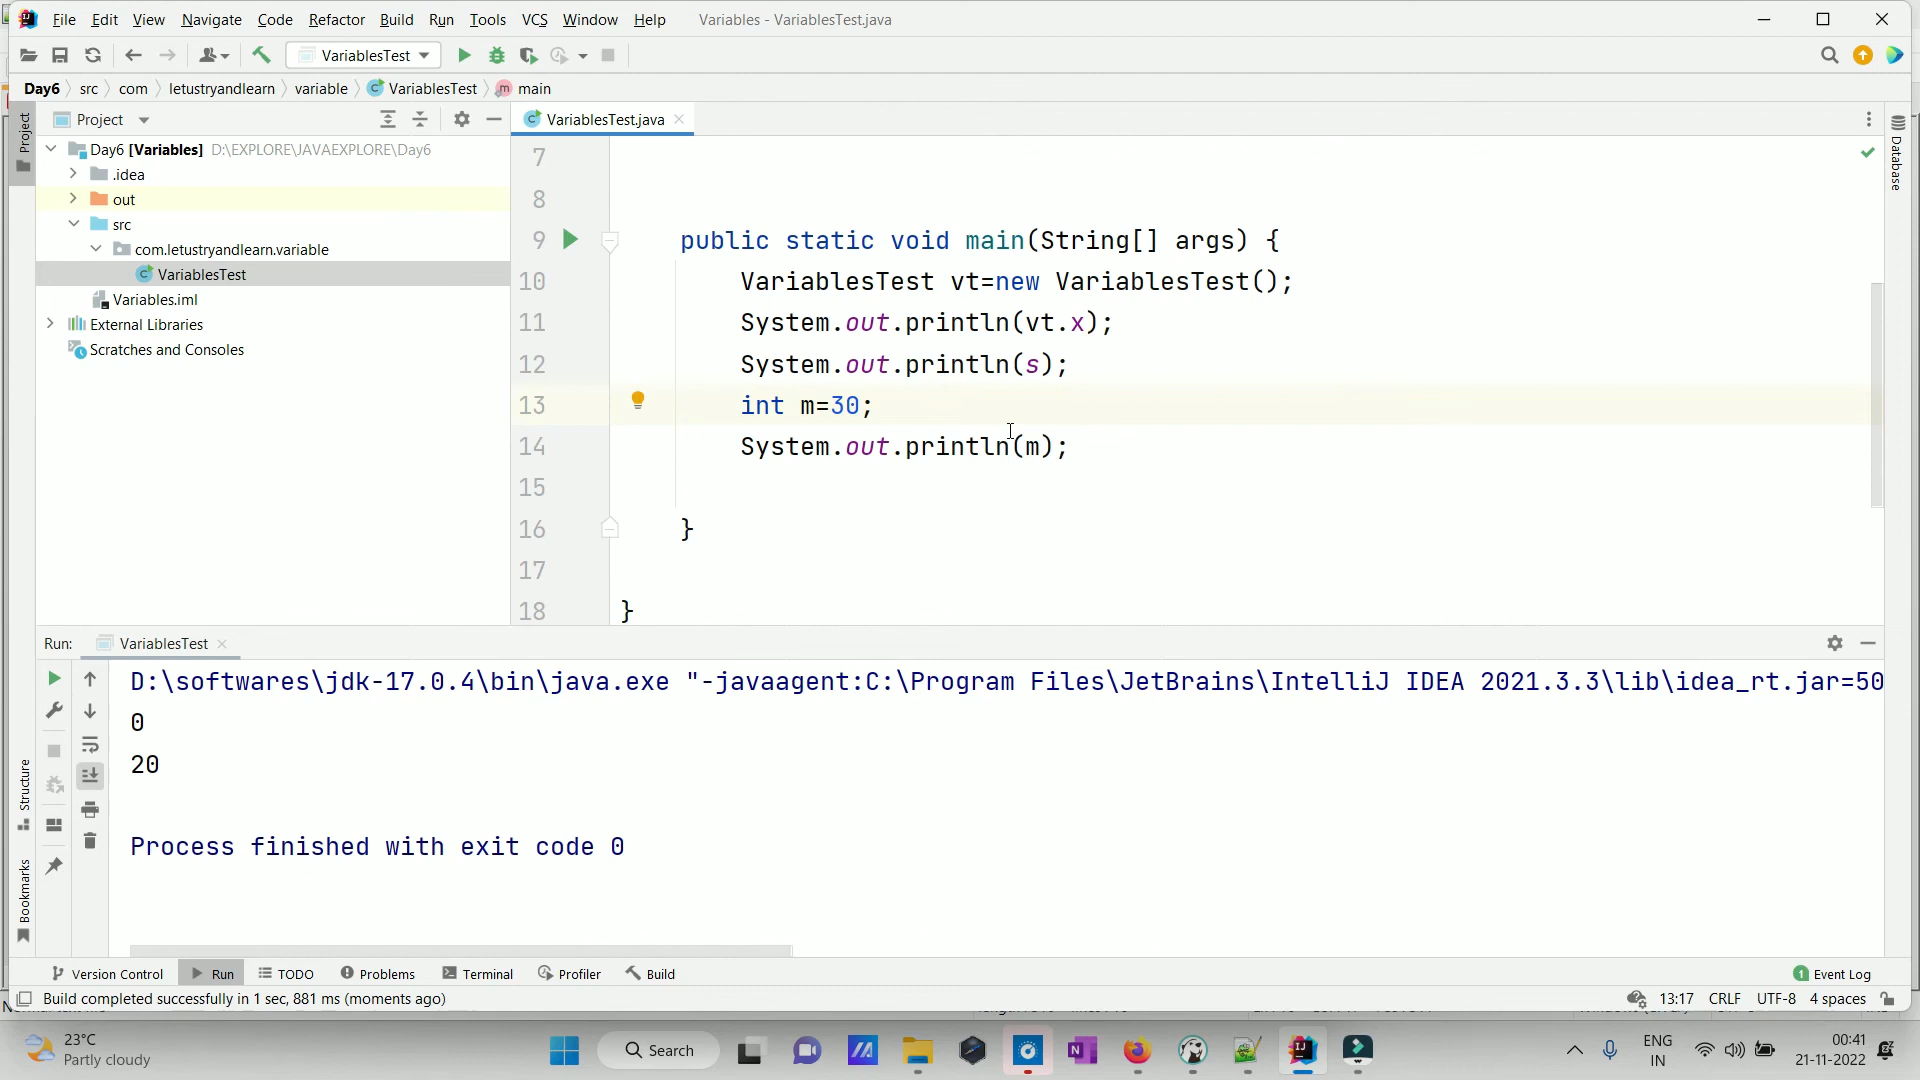 File Edit View Navigate Code Refactor Build Run Tools VCS Window Help Variables - VariablesTest.java
VariablesTest
Day6 src com letustryandlearn variable VariablesTest main
Project
VariablesTest.java
Project
Day6 [Variables] D:\EXPLORE\JAVAEXPLORE\Day6
.idea
out
src
com.letustryandlearn.variable
VariablesTest
Variables.iml
External Libraries
Scratches and Consoles
7
8
9 public static void main(String[] args) {
10 VariablesTest vt=new VariablesTest();
11 System.out.println(vt.x);
12 System.out.println(s);
13 int m=30;
14 System.out.println(m);
15
16 }
17
18 }
Database
Run: VariablesTest
D:\softwares\jdk-17.0.4\bin\java.exe "-javaagent:C:\Program Files\JetBrains\IntelliJ IDEA 2021.3.3\lib\idea_rt.jar=50
0
20
Process finished with exit code 0
Structure
Bookmarks
Version Control Run TODO Problems Terminal Profiler Build 1 Event Log
Build completed successfully in 1 sec, 881 ms (moments ago) 13:17 CRLF UTF-8 4 spaces
23°C
Partly cloudy
Search
ENG
IN
00:41
21-11-2022